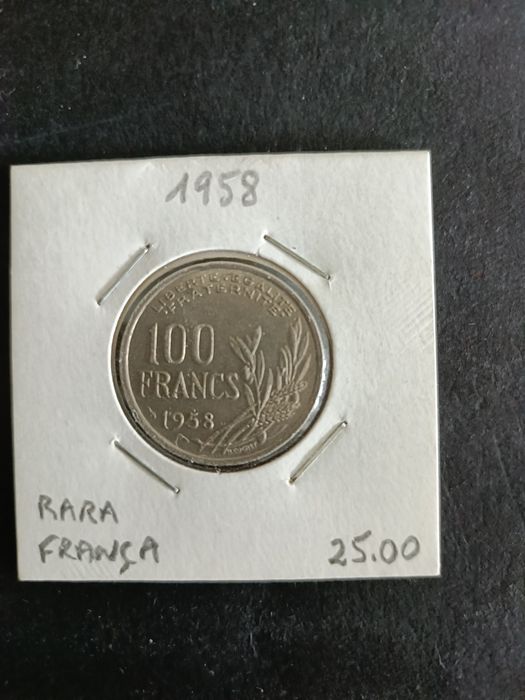 1958
LIBERTE·EGALITE
FRATERNITE
100
FRANCS
1958
RARA
FRANÇA
25.00